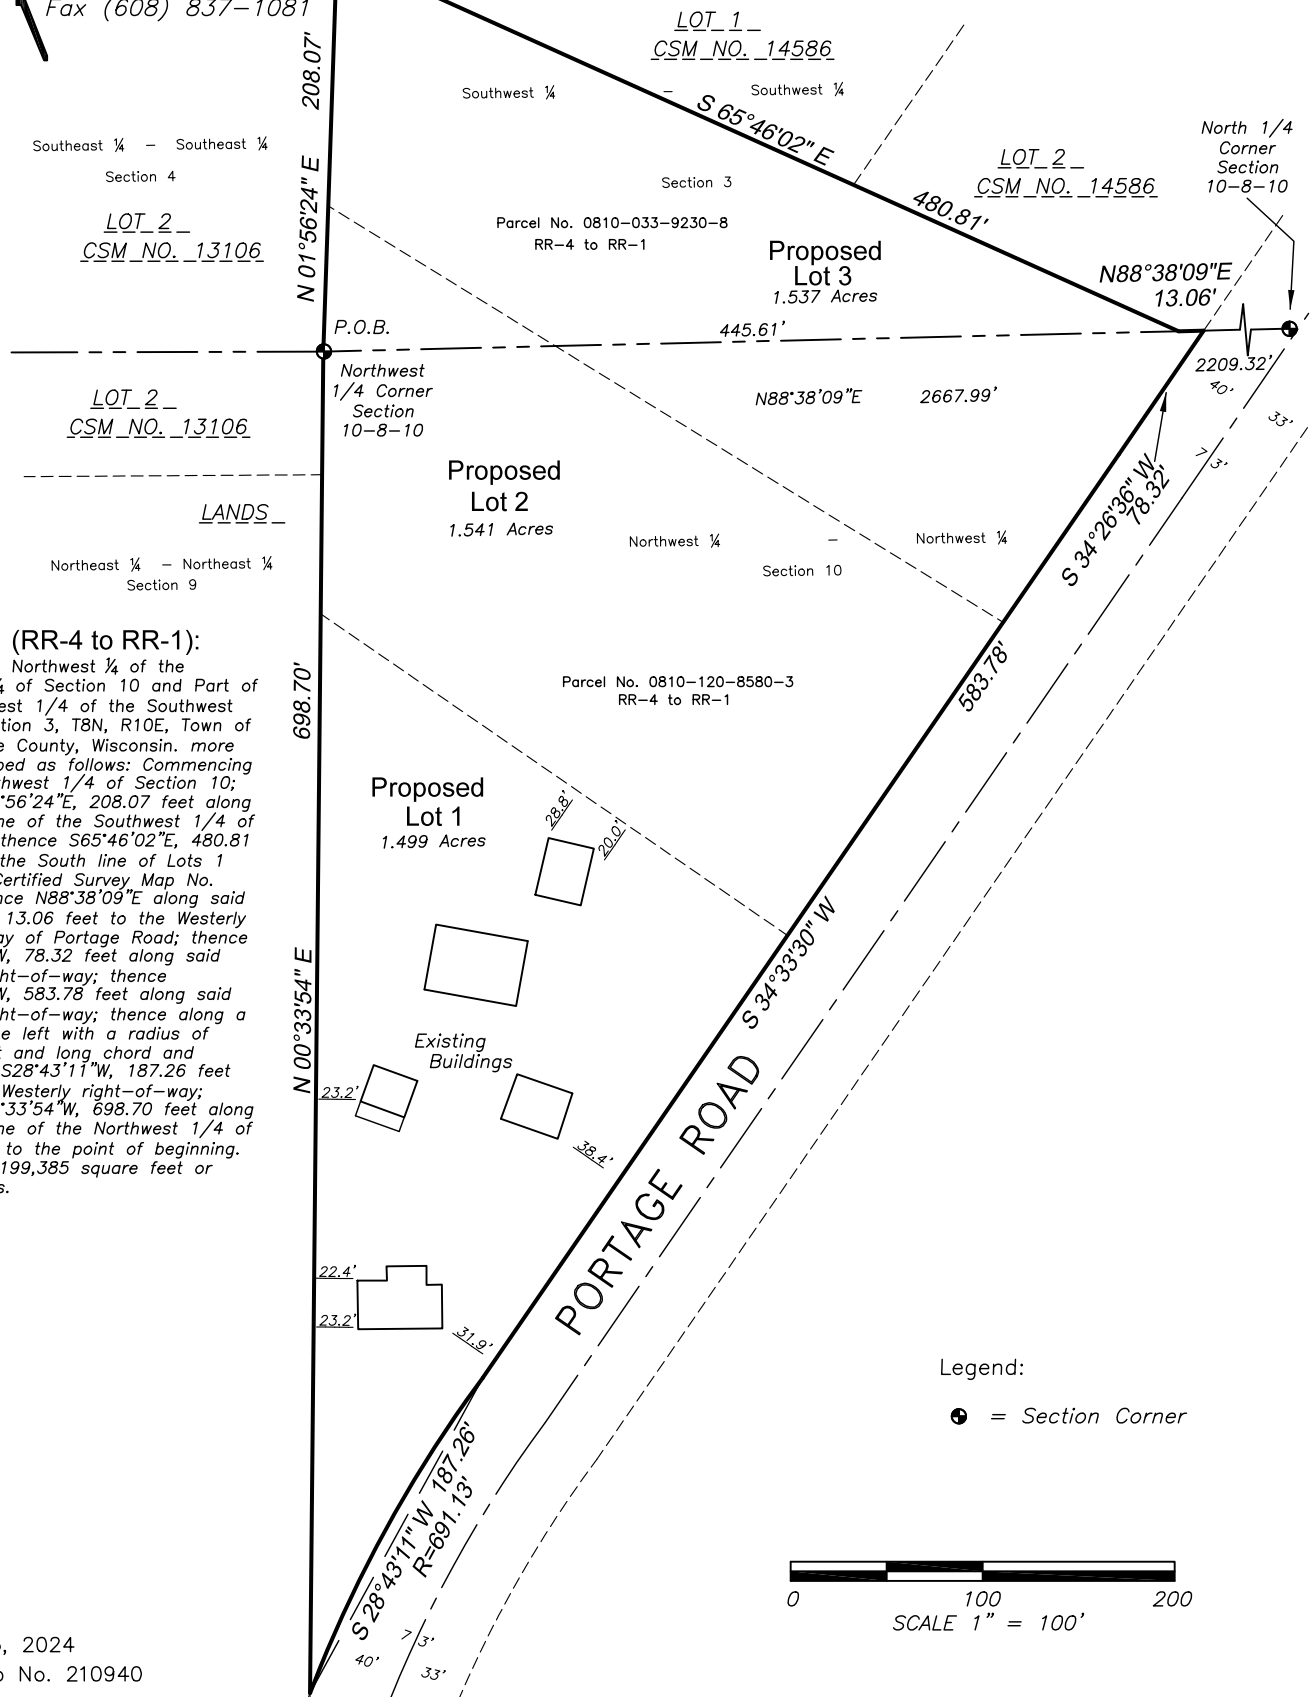 Fax (608) 837-1081
LOT 1
CSM NO. 14586
Southwest ¼ – Southwest ¼
208.07'
S 65°46'02" E
North 1/4
Corner
Section
10-8-10
Southeast ¼ – Southeast ¼
Section 4
LOT 2
CSM NO. 14586
Section 3
480.81'
N 01°56'24" E
LOT 2
CSM NO. 13106
Parcel No. 0810-033-9230-8
RR-4 to RR-1
Proposed
Lot 3
1.537 Acres
N88°38'09"E
13.06'
P.O.B.
445.61'
2209.32'
Northwest
1/4 Corner
Section
10-8-10
LOT 2
CSM NO. 13106
N88°38'09"E 2667.99'
40'
33'
73'
Proposed
Lot 2
1.541 Acres
S 34°26'36" W
78.32'
LANDS
Northwest ¼ – Northwest ¼
Section 10
Northeast ¼ – Northeast ¼
Section 9
(RR-4 to RR-1):
Northwest ¼ of the
¼ of Section 10 and Part of
est 1/4 of the Southwest
tion 3, T8N, R10E, Town of
e County, Wisconsin. more
bed as follows: Commencing
hwest 1/4 of Section 10;
°56'24"E, 208.07 feet along
ne of the Southwest 1/4 of
thence S65°46'02"E, 480.81
the South line of Lots 1
Certified Survey Map No.
nce N88°38'09"E along said
13.06 feet to the Westerly
ay of Portage Road; thence
W, 78.32 feet along said
ht-of-way; thence
W, 583.78 feet along said
ht-of-way; thence along a
e left with a radius of
t and long chord and
S28°43'11"W, 187.26 feet
Westerly right-of-way;
°33'54"W, 698.70 feet along
ne of the Northwest 1/4 of
to the point of beginning.
199,385 square feet or
s.
698.70'
583.78'
Parcel No. 0810-120-8580-3
RR-4 to RR-1
Proposed
Lot 1
1.499 Acres
28.8'
20.0'
S 34°33'30" W
N 00°33'54" E
Existing
Buildings
23.2'
38.4'
PORTAGE ROAD
22.4'
23.2'
31.9'
Legend:
= Section Corner
S 28°43'11" W 187.26'
R=691.13'
73'
40'
33'
0 100 200
SCALE 1" = 100'
, 2024
No. 210940